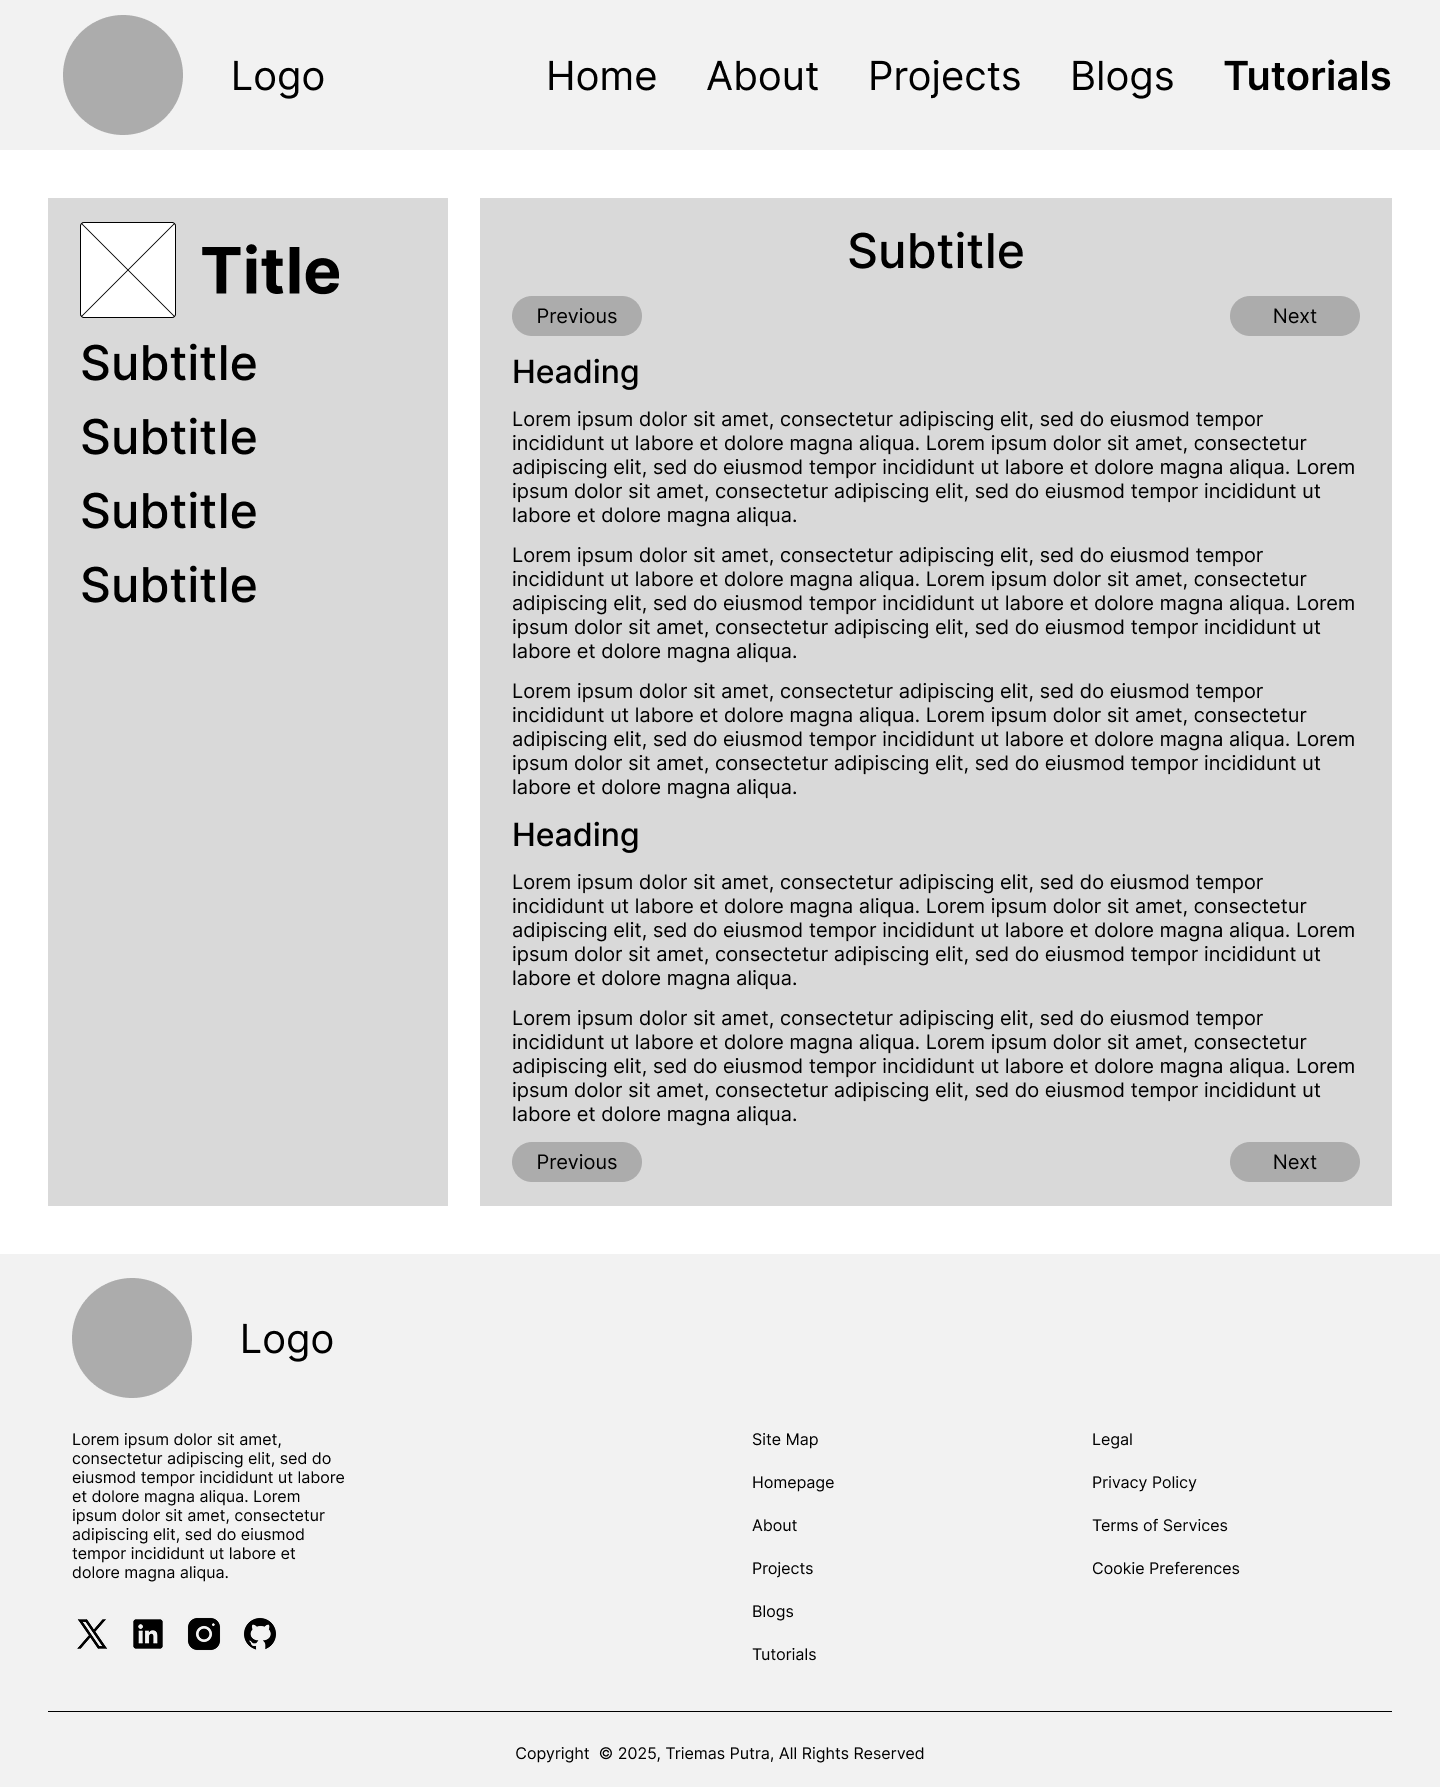 Logo
Home About Projects Blogs Tutorials
Title
Subtitle
Subtitle
Subtitle
Subtitle
Subtitle
Previous Next
Heading
Lorem ipsum dolor sit amet, consectetur adipiscing elit, sed do eiusmod tempor
incididunt ut labore et dolore magna aliqua. Lorem ipsum dolor sit amet, consectetur
adipiscing elit, sed do eiusmod tempor incididunt ut labore et dolore magna aliqua. Lorem
ipsum dolor sit amet, consectetur adipiscing elit, sed do eiusmod tempor incididunt ut
labore et dolore magna aliqua.
Lorem ipsum dolor sit amet, consectetur adipiscing elit, sed do eiusmod tempor
incididunt ut labore et dolore magna aliqua. Lorem ipsum dolor sit amet, consectetur
adipiscing elit, sed do eiusmod tempor incididunt ut labore et dolore magna aliqua. Lorem
ipsum dolor sit amet, consectetur adipiscing elit, sed do eiusmod tempor incididunt ut
labore et dolore magna aliqua.
Lorem ipsum dolor sit amet, consectetur adipiscing elit, sed do eiusmod tempor
incididunt ut labore et dolore magna aliqua. Lorem ipsum dolor sit amet, consectetur
adipiscing elit, sed do eiusmod tempor incididunt ut labore et dolore magna aliqua. Lorem
ipsum dolor sit amet, consectetur adipiscing elit, sed do eiusmod tempor incididunt ut
labore et dolore magna aliqua.
Heading
Lorem ipsum dolor sit amet, consectetur adipiscing elit, sed do eiusmod tempor
incididunt ut labore et dolore magna aliqua. Lorem ipsum dolor sit amet, consectetur
adipiscing elit, sed do eiusmod tempor incididunt ut labore et dolore magna aliqua. Lorem
ipsum dolor sit amet, consectetur adipiscing elit, sed do eiusmod tempor incididunt ut
labore et dolore magna aliqua.
Lorem ipsum dolor sit amet, consectetur adipiscing elit, sed do eiusmod tempor
incididunt ut labore et dolore magna aliqua. Lorem ipsum dolor sit amet, consectetur
adipiscing elit, sed do eiusmod tempor incididunt ut labore et dolore magna aliqua. Lorem
ipsum dolor sit amet, consectetur adipiscing elit, sed do eiusmod tempor incididunt ut
labore et dolore magna aliqua.
Previous Next
Logo
Lorem ipsum dolor sit amet,
consectetur adipiscing elit, sed do
eiusmod tempor incididunt ut labore
et dolore magna aliqua. Lorem
ipsum dolor sit amet, consectetur
adipiscing elit, sed do eiusmod
tempor incididunt ut labore et
dolore magna aliqua.
Site Map
Homepage
About
Projects
Blogs
Tutorials
Legal
Privacy Policy
Terms of Services
Cookie Preferences
Copyright © 2025, Triemas Putra, All Rights Reserved